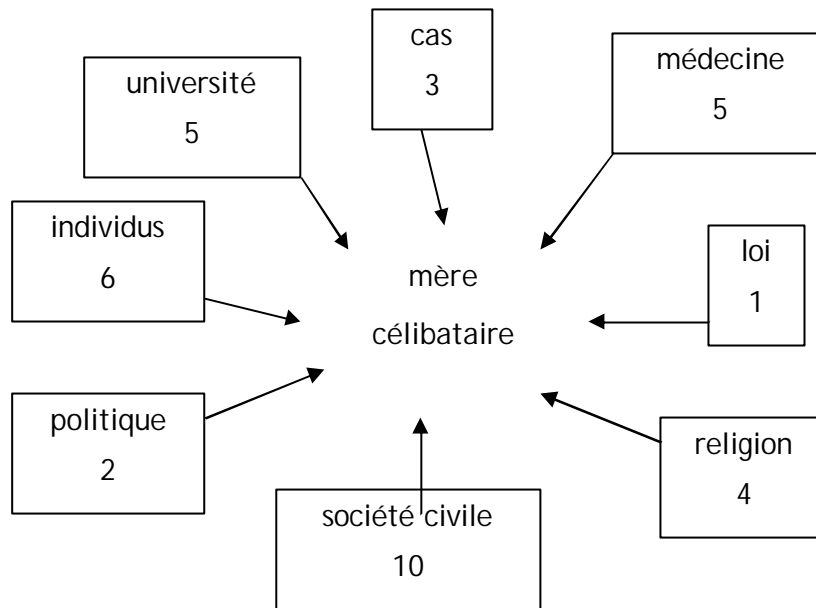 cas
3
médecine
5
université
5
individus
6
loi
1
mère
célibataire
politique
2
religion
4
société civile
10